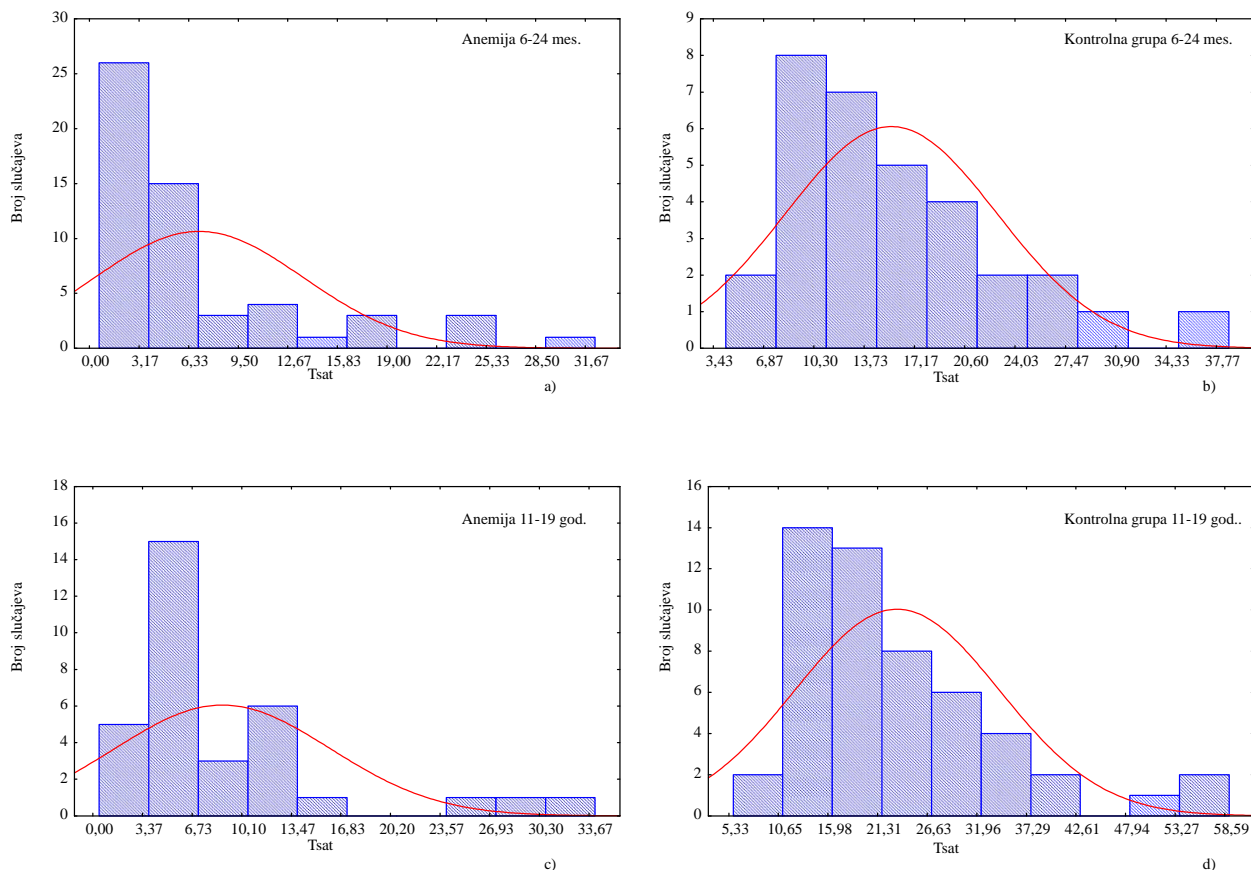 Anemija 6-24 mes.
30
25
20
15
10
5
0
Broj slučajeva
0,00 3,17 6,33 9,50 12,67 15,83 19,00 22,17 25,33 28,50 31,67
Tsat
a)
Kontrolna grupa 6-24 mes.
9
8
7
6
5
4
3
2
1
0
Broj slučajeva
3,43 6,87 10,30 13,73 17,17 20,60 24,03 27,47 30,90 34,33 37,77
Tsat
b)
Anemija 11-19 god.
18
16
14
12
10
8
6
4
2
0
Broj slučajeva
0,00 3,37 6,73 10,10 13,47 16,83 20,20 23,57 26,93 30,30 33,67
Tsat
c)
Kontrolna grupa 11-19 god..
16
14
12
10
8
6
4
2
0
Broj slučajeva
5,33 10,65 15,98 21,31 26,63 31,96 37,29 42,61 47,94 53,27 58,59
Tsat
d)